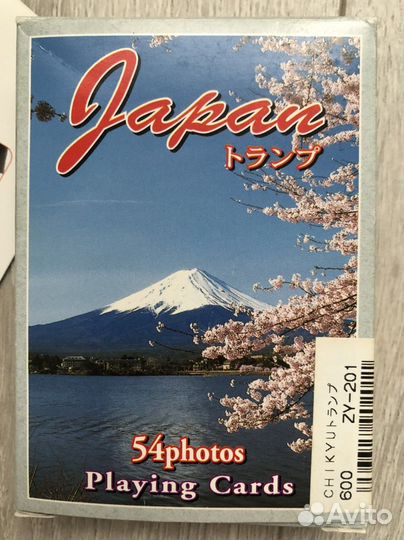 Japan
トランプ
54photos
Playing Cards
CHIKYUトランプ
600 ZY-201
Avito